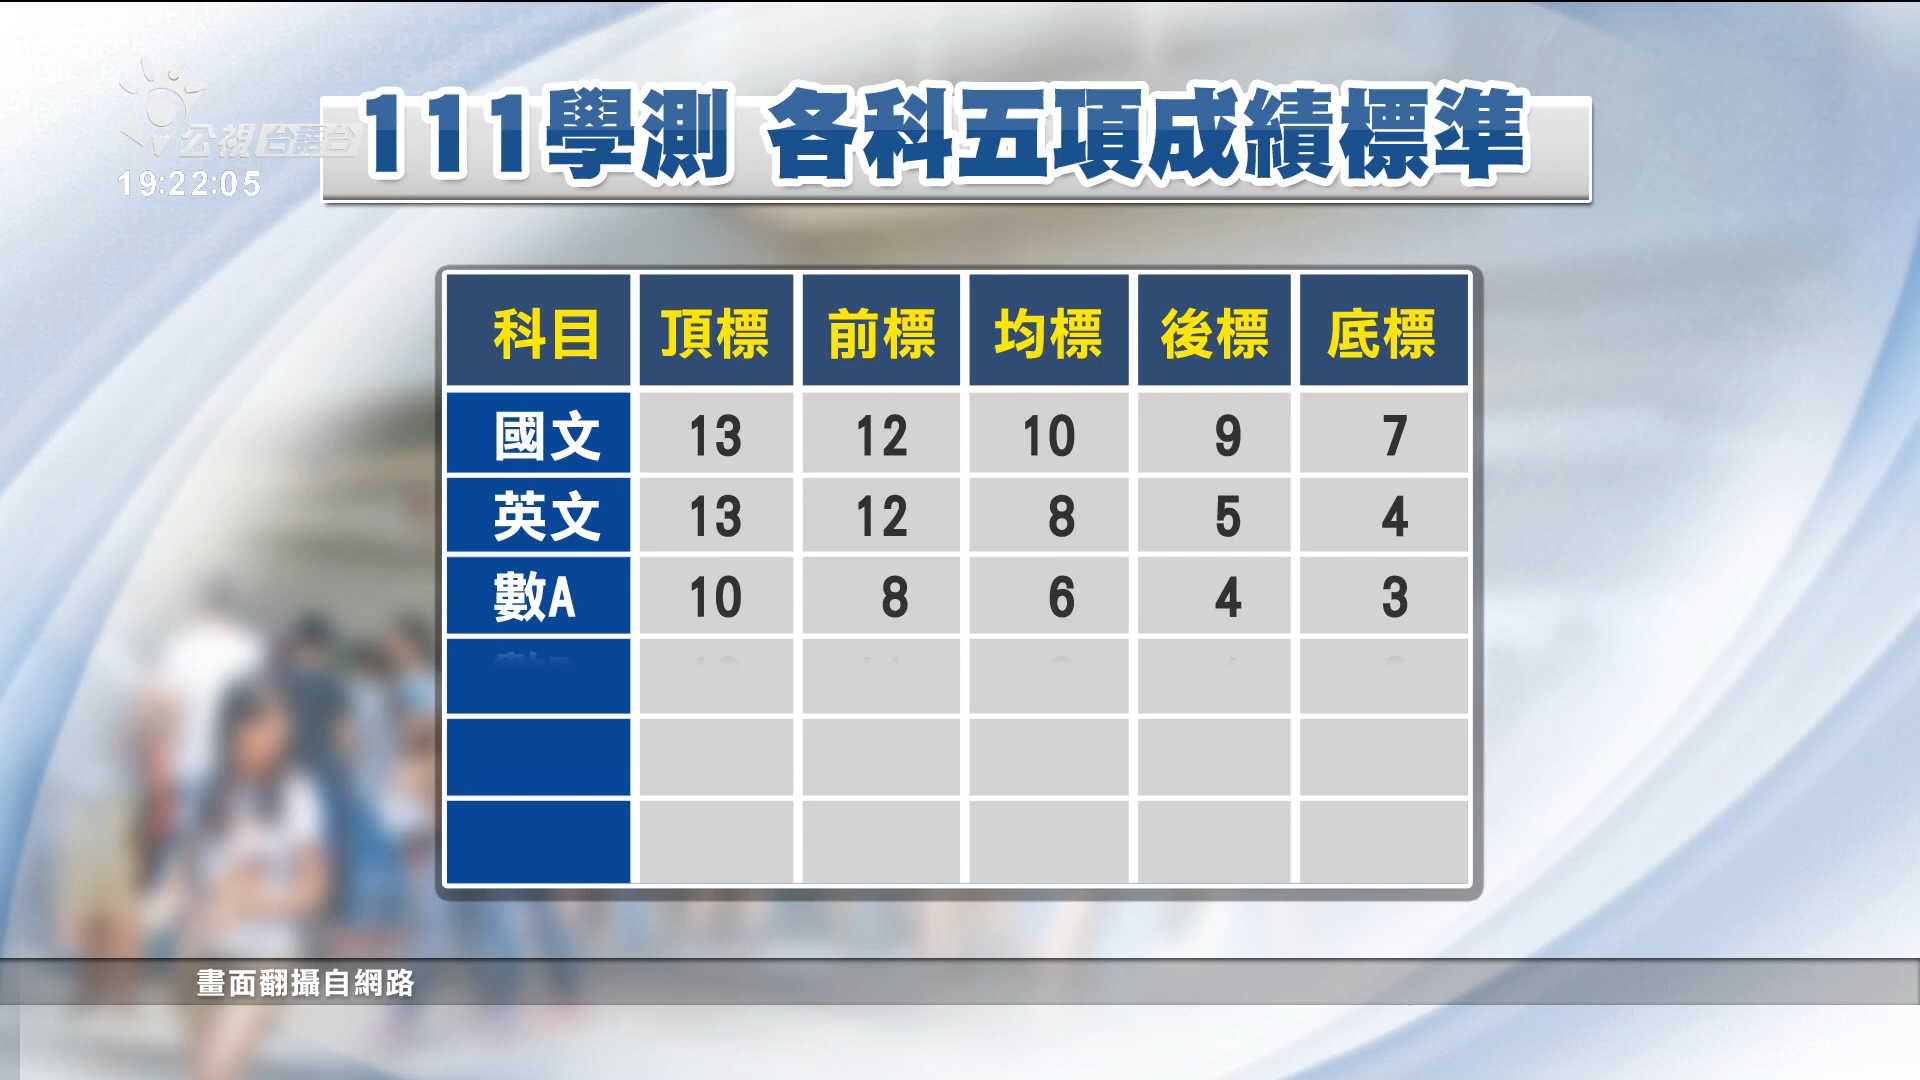 公視台語台
19:22:05
111學測 各科五項成績標準
科目 頂標 前標 均標 後標 底標
國文 13 12 10 9 7
英文 13 12 8 5 4
數A 10 8 6 4 3
畫面翻攝自網路